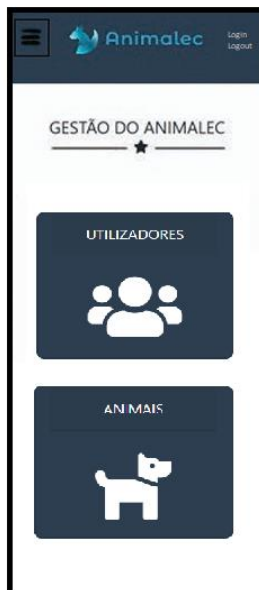 Animalec
Login
Logout
GESTÃO DO ANIMALEC
UTILIZADORES
ANIMAIS